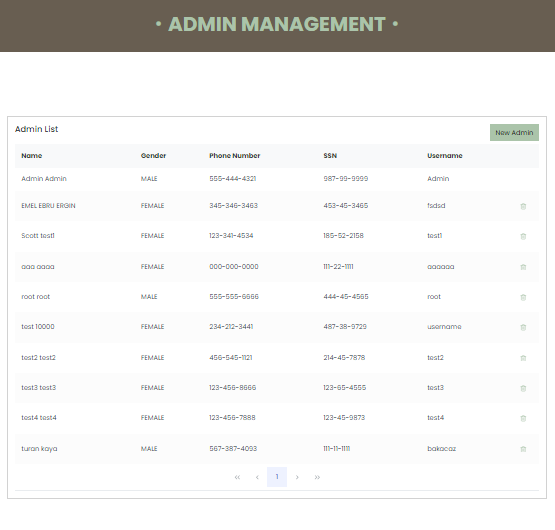 • ADMIN MANAGEMENT •
Admin List
New Admin
Name Gender Phone Number SSN Username
Admin Admin MALE 555-444-4321 987-99-9999 Admin
EMEL EBRU ERGIN FEMALE 345-346-3463 453-45-3465 fsdsd
Scott test1 FEMALE 123-341-4534 185-52-2158 test1
aaa aaaa FEMALE 000-000-0000 111-22-1111 aaaaaa
root root MALE 555-555-6666 444-45-4565 root
test 10000 FEMALE 234-212-3441 487-38-9729 username
test2 test2 FEMALE 456-545-1121 214-45-7878 test2
test3 test3 FEMALE 123-456-8666 123-65-4555 test3
test4 test4 FEMALE 123-456-7888 123-45-9873 test4
turan kaya MALE 567-387-4093 111-11-1111 bakacaz
‹‹ ‹ 1 › ››